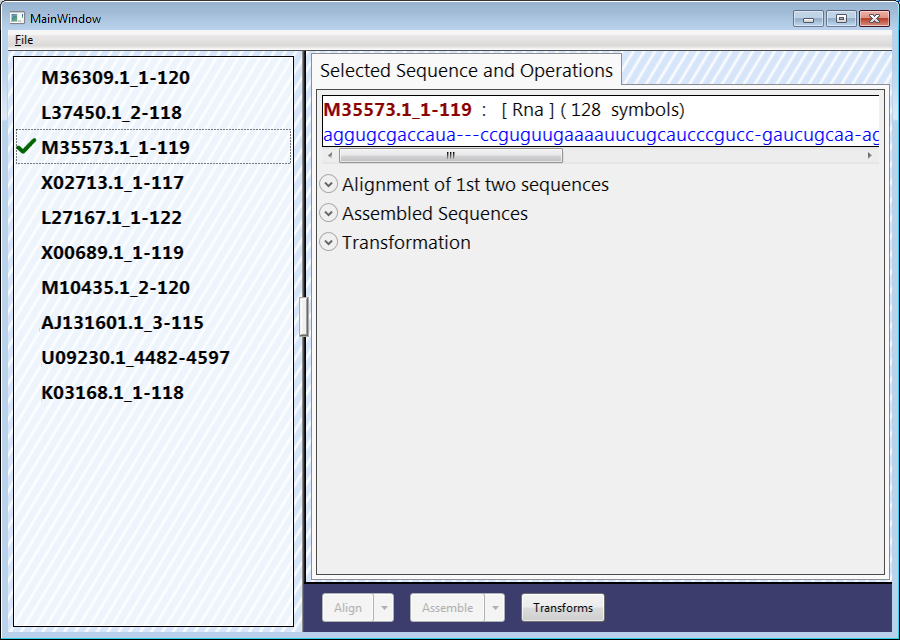 MainWindow
File
M36309.1_1-120
L37450.1_2-118
M35573.1_1-119
X02713.1_1-117
L27167.1_1-122
X00689.1_1-119
M10435.1_2-120
AJ131601.1_3-115
U09230.1_4482-4597
K03168.1_1-118
Selected Sequence and Operations
M35573.1_1-119 : [ Rna ] ( 128 symbols)
aggugcgaccaua---ccguguugaaaauucugcaucccgucc-gaucugcaa-ag
Alignment of 1st two sequences
Assembled Sequences
Transformation
Align
Assemble
Transforms